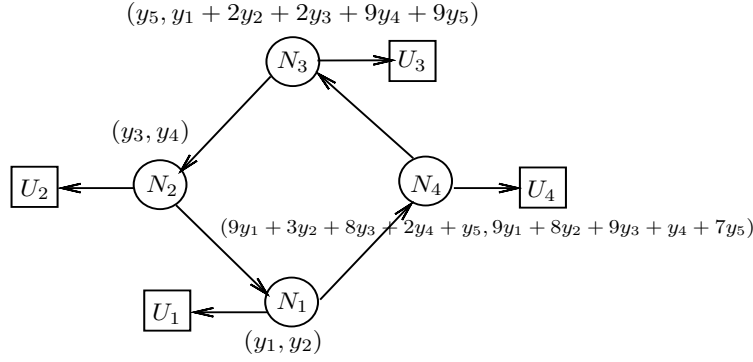 (y₅, y₁ + 2y₂ + 2y₃ + 9y₄ + 9y₅)
N₃
U₃
(y₃, y₄)
U₂
N₂
N₄
U₄
(9y₁ + 3y₂ + 8y₃ + 2y₄ + y₅, 9y₁ + 8y₂ + 9y₃ + y₄ + 7y₅)
U₁
N₁
(y₁, y₂)